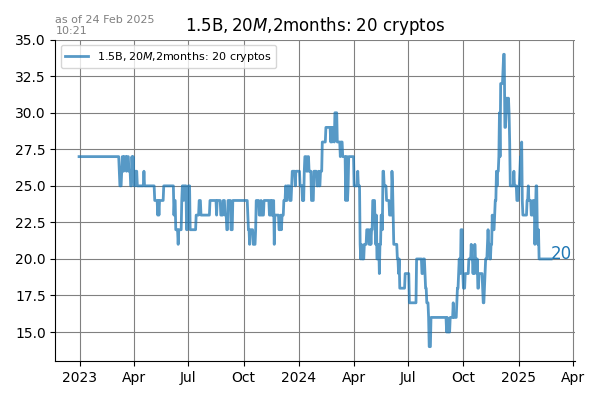 as of 24 Feb 2025
10:21
1.5B, 20M,2months: 20 cryptos
1.5B, 20M,2months: 20 cryptos
35.0
32.5
30.0
27.5
25.0
22.5
20.0
17.5
15.0
20
2023 Apr Jul Oct 2024 Apr Jul Oct 2025 Apr